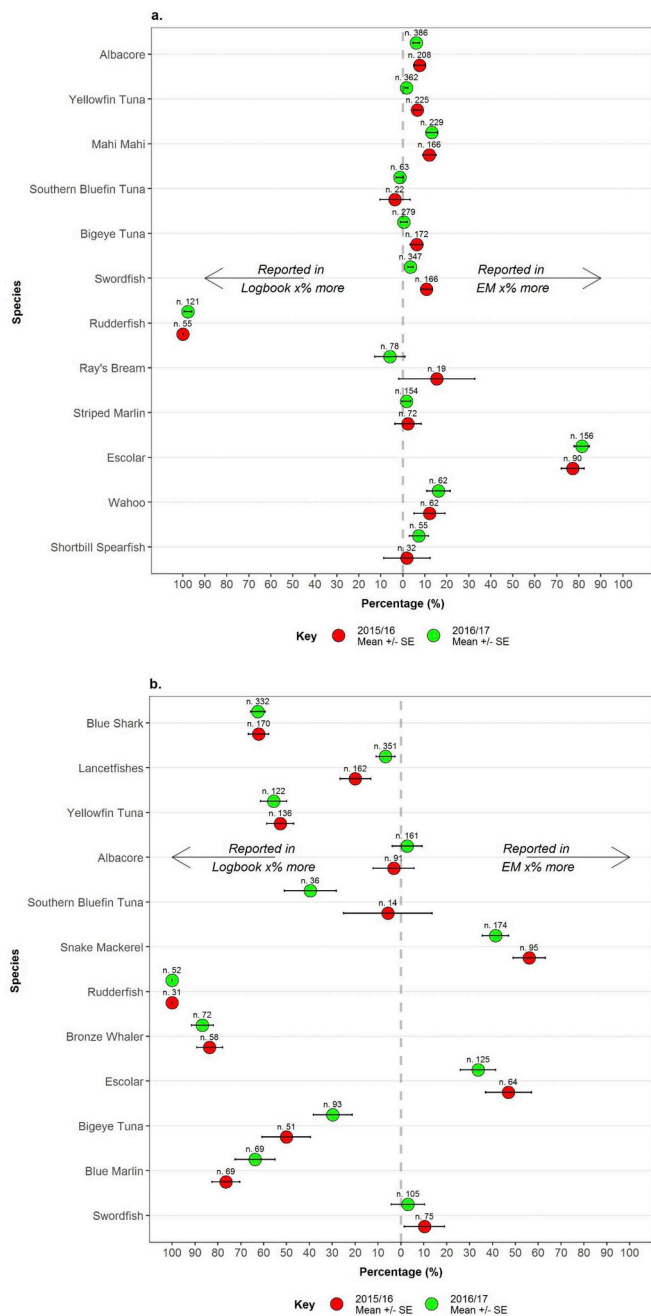 a.
n. 386
Albacore
n. 208
n. 362
Yellowfin Tuna
n. 225
n. 229
Mahi Mahi
n. 166
n. 63
Southern Bluefin Tuna
n. 22
n. 279
Bigeye Tuna
n. 172
n. 347
Swordfish
n. 166
Reported in
Logbook x% more
Reported in
EM x% more
n. 121
Rudderfish
n. 55
n. 78
Ray's Bream
n. 19
n. 154
Striped Marlin
n. 72
n. 156
Escolar
n. 90
n. 62
Wahoo
n. 62
n. 55
Shortbill Spearfish
n. 32
Species
100 90 80 70 60 50 40 30 20 10 0 10 20 30 40 50 60 70 80 90 100
Percentage (%)
Key
2015/16
Mean +/- SE
2016/17
Mean +/- SE
b.
n. 332
Blue Shark
n. 170
n. 351
Lancetfishes
n. 162
n. 122
Yellowfin Tuna
n. 136
n. 161
Albacore
n. 91
Reported in
Logbook x% more
Reported in
EM x% more
n. 36
Southern Bluefin Tuna
n. 14
n. 174
Snake Mackerel
n. 95
n. 52
Rudderfish
n. 31
n. 72
Bronze Whaler
n. 58
n. 125
Escolar
n. 64
n. 93
Bigeye Tuna
n. 51
n. 69
Blue Marlin
n. 69
n. 105
Swordfish
n. 75
Species
100 90 80 70 60 50 40 30 20 10 0 10 20 30 40 50 60 70 80 90 100
Percentage (%)
Key
2015/16
Mean +/- SE
2016/17
Mean +/- SE